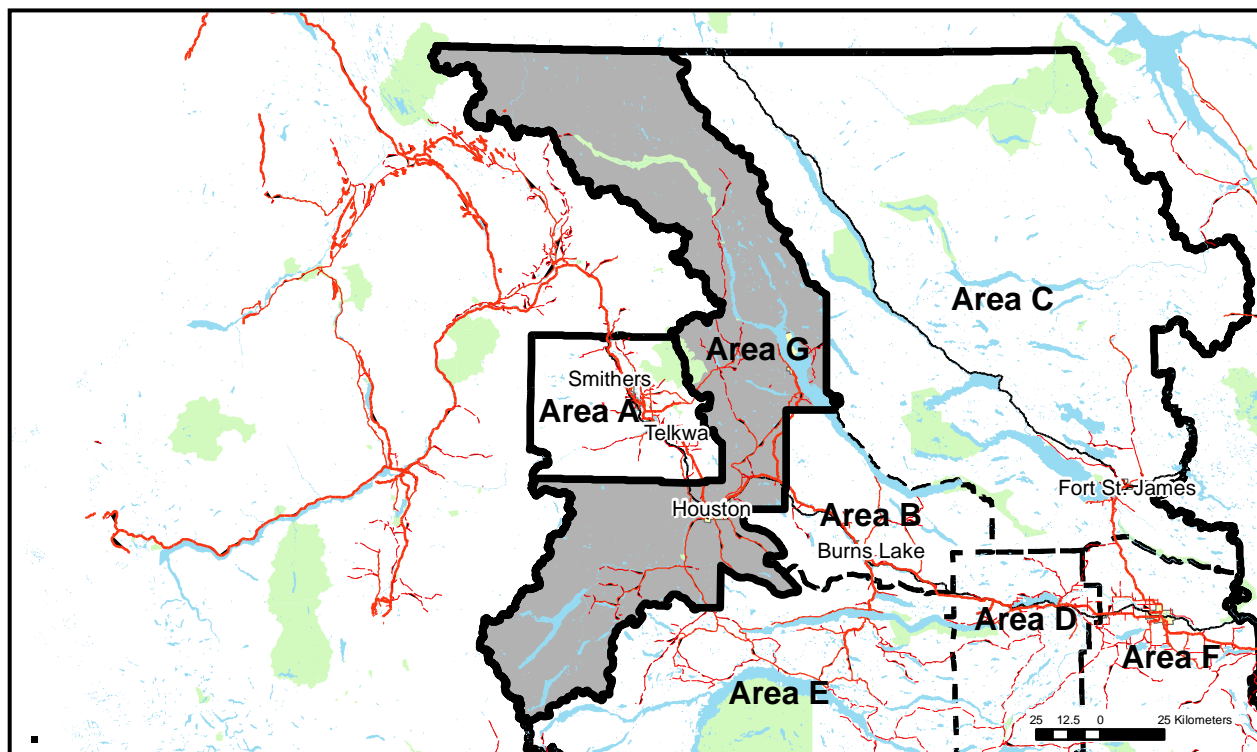 Area C
Area G
Smithers
Area A
Telkwa
Fort St. James
Houston
Area B
Burns Lake
Area D
Area F
Area E
25 12.5 0 25 Kilometers